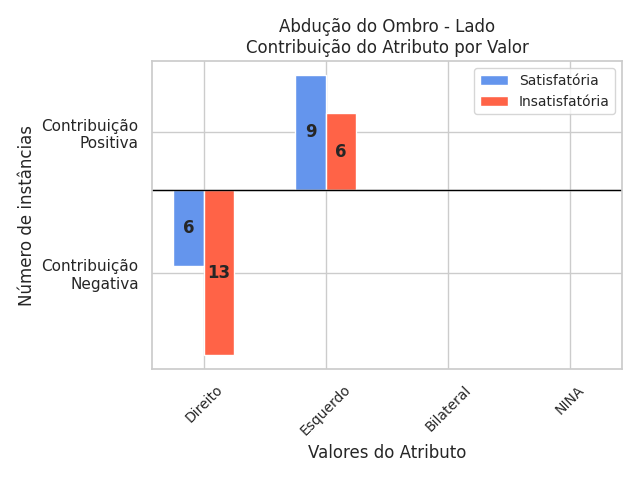 Abdução do Ombro - Lado
Contribuição do Atributo por Valor
Satisfatória
Insatisfatória
Número de instâncias
Contribuição
Positiva
Contribuição
Negativa
9
6
6
13
Direito
Esquerdo
Bilateral
NINA
Valores do Atributo